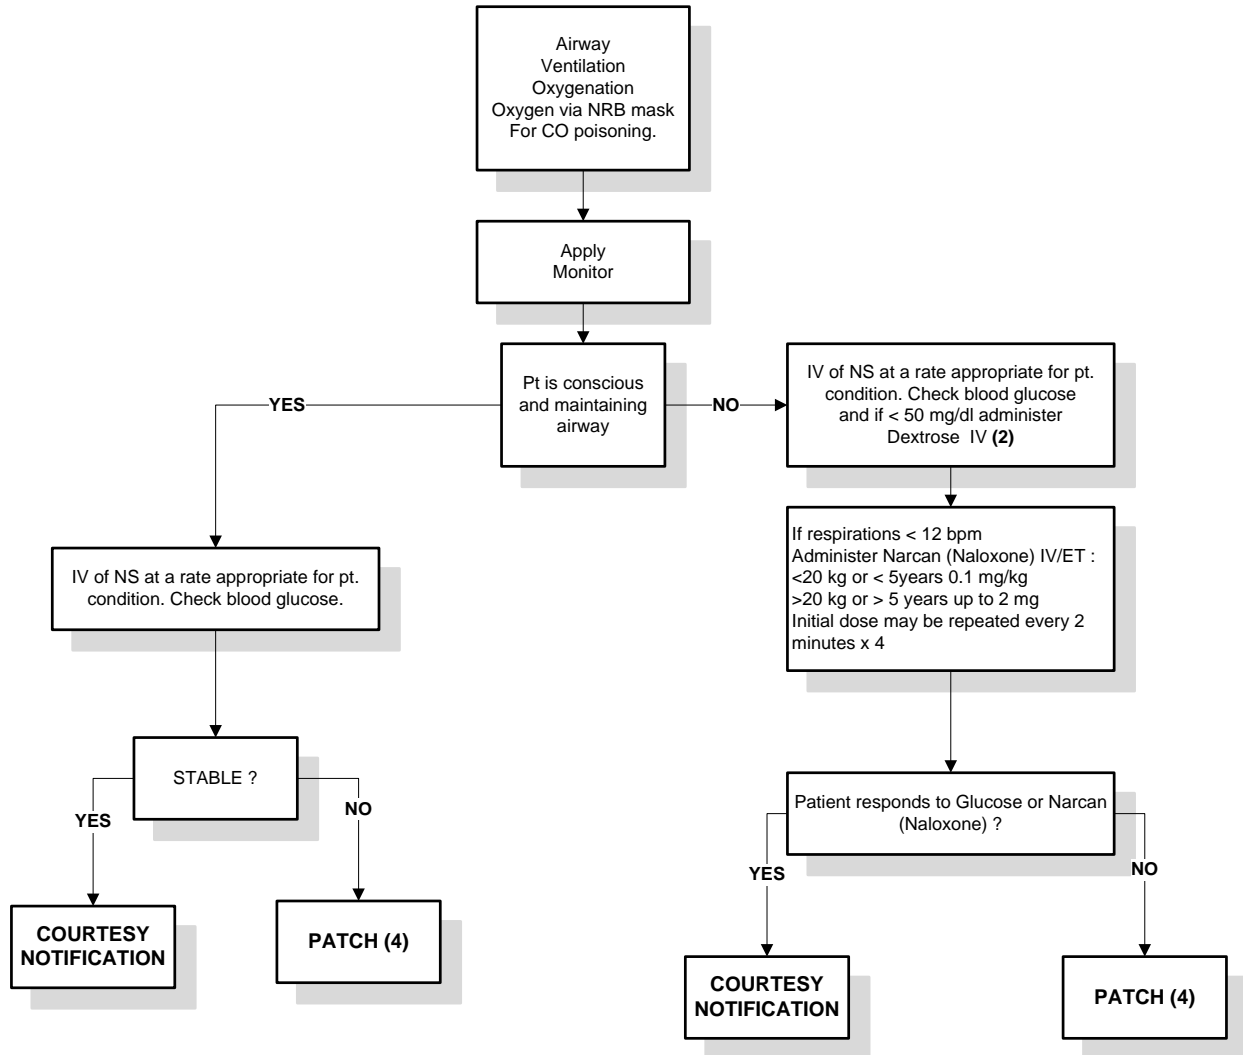 Airway
Ventilation
Oxygenation
Oxygen via NRB mask
For CO poisoning.
Apply
Monitor
Pt is conscious
and maintaining
airway
YES
NO
IV of NS at a rate appropriate for pt.
condition. Check blood glucose
and if < 50 mg/dl administer
Dextrose  IV (2)
If respirations < 12 bpm
Administer Narcan (Naloxone) IV/ET :
<20 kg or < 5years 0.1 mg/kg
>20 kg or > 5 years up to 2 mg
Initial dose may be repeated every 2
minutes x 4
IV of NS at a rate appropriate for pt.
condition. Check blood glucose.
STABLE ?
YES
NO
COURTESY
NOTIFICATION
PATCH (4)
Patient responds to Glucose or Narcan
(Naloxone) ?
YES
NO
COURTESY
NOTIFICATION
PATCH (4)